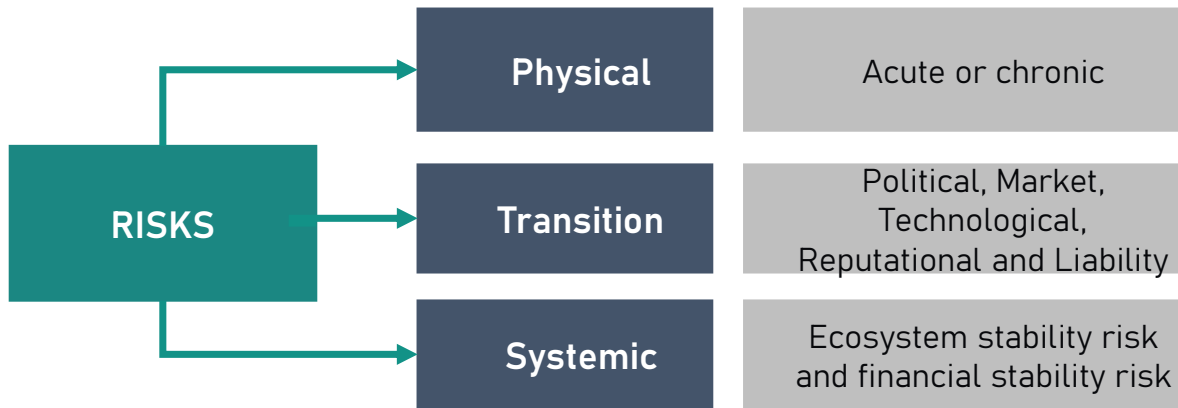 RISKS
Physical
Acute or chronic
Transition
Political, Market,
Technological,
Reputational and Liability
Systemic
Ecosystem stability risk
and financial stability risk